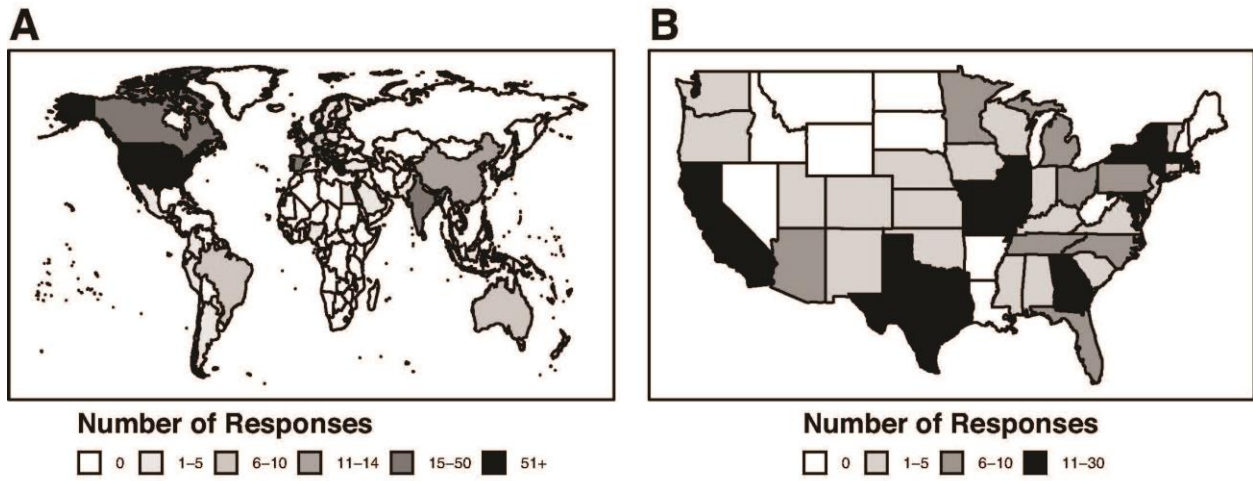 A
B
Number of Responses
0 1–5 6–10 11–14 15–50 51+
Number of Responses
0 1–5 6–10 11–30